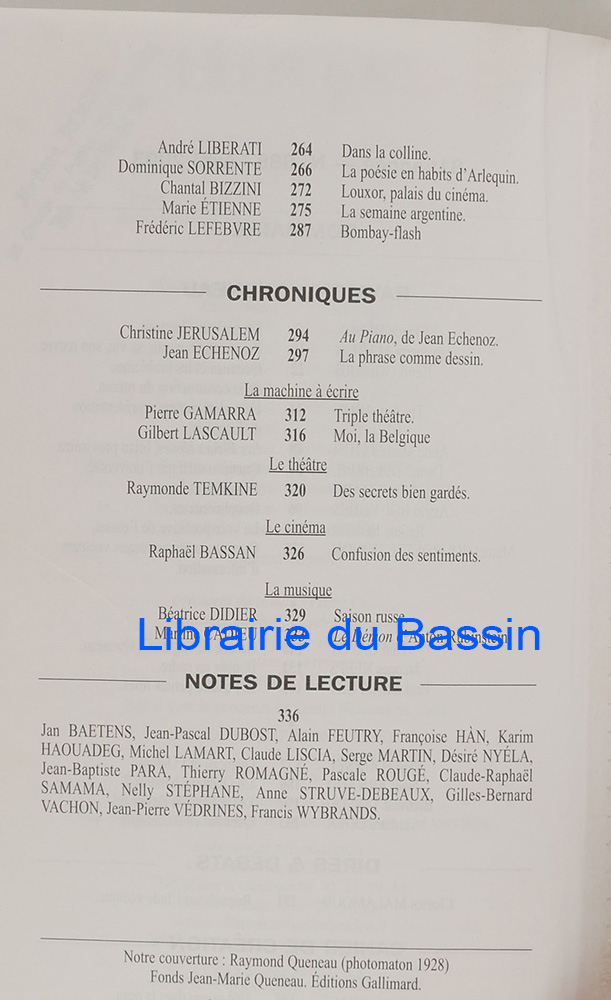 André LIBERATI 264 Dans la colline.
Dominique SORRENTE 266 La poésie en habits d'Arlequin.
Chantal BIZZINI 272 Louxor, palais du cinéma.
Marie ÉTIENNE 275 La semaine argentine.
Frédéric LEFEBVRE 287 Bombay-flash
CHRONIQUES
Christine JERUSALEM 294 Au Piano, de Jean Echenoz.
Jean ECHENOZ 297 La phrase comme dessin.
La machine à écrire
Pierre GAMARRA 312 Triple théâtre.
Gilbert LASCAULT 316 Moi, la Belgique
Le théâtre
Raymonde TEMKINE 320 Des secrets bien gardés.
Le cinéma
Raphaël BASSAN 326 Confusion des sentiments.
La musique
Béatrice DIDIER 329 Saison russe.
Le Démon d'Anton Rubinstein
Librairie du Bassin
NOTES DE LECTURE
336
Jan BAETENS, Jean-Pascal DUBOST, Alain FEUTRY, Françoise HÀN, Karim
HAOUADEG, Michel LAMART, Claude LISCIA, Serge MARTIN, Désiré NYÉLA,
Jean-Baptiste PARA, Thierry ROMAGNÉ, Pascale ROUGÉ, Claude-Raphaël
SAMAMA, Nelly STÉPHANE, Anne STRUVE-DEBEAUX, Gilles-Bernard
VACHON, Jean-Pierre VÉDRINES, Francis WYBRANDS.
Notre couverture : Raymond Queneau (photomaton 1928)
Fonds Jean-Marie Queneau. Éditions Gallimard.